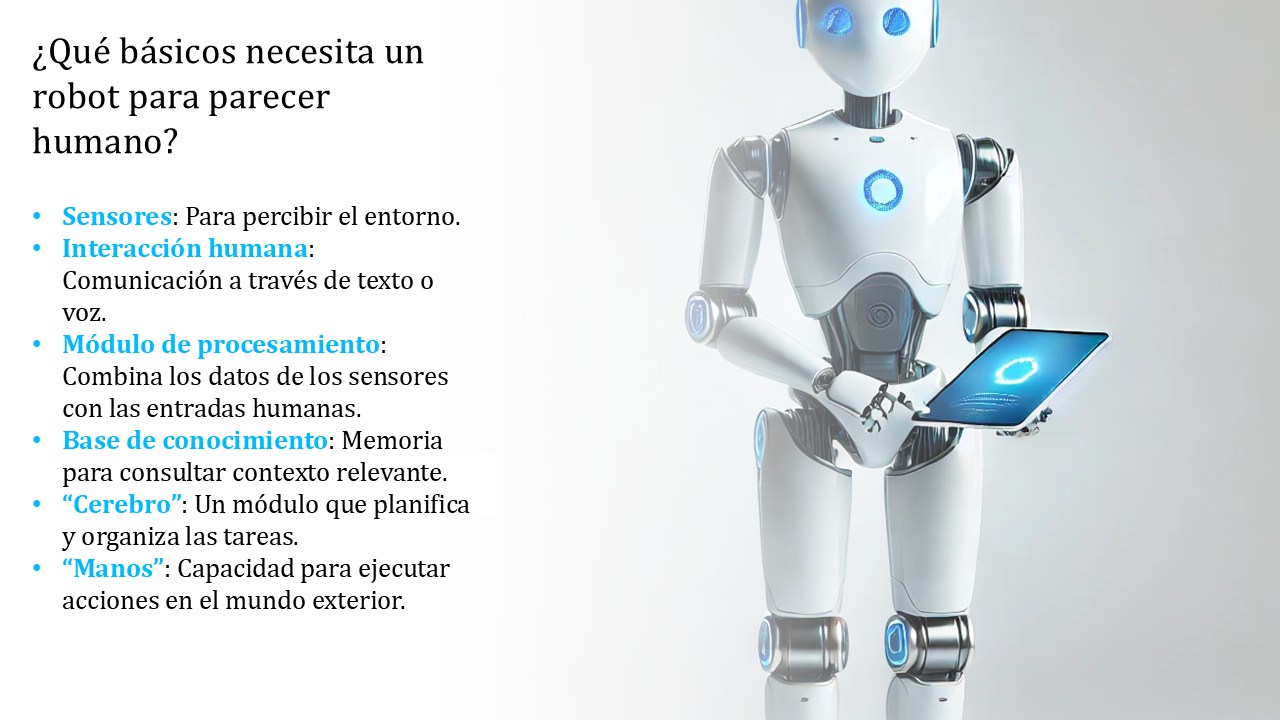 ¿Qué básicos necesita un
robot para parecer
humano?
• Sensores: Para percibir el entorno.
• Interacción humana:
Comunicación a través de texto o
voz.
• Módulo de procesamiento:
Combina los datos de los sensores
con las entradas humanas.
• Base de conocimiento: Memoria
para consultar contexto relevante.
• “Cerebro”: Un módulo que planifica
y organiza las tareas.
• “Manos”: Capacidad para ejecutar
acciones en el mundo exterior.